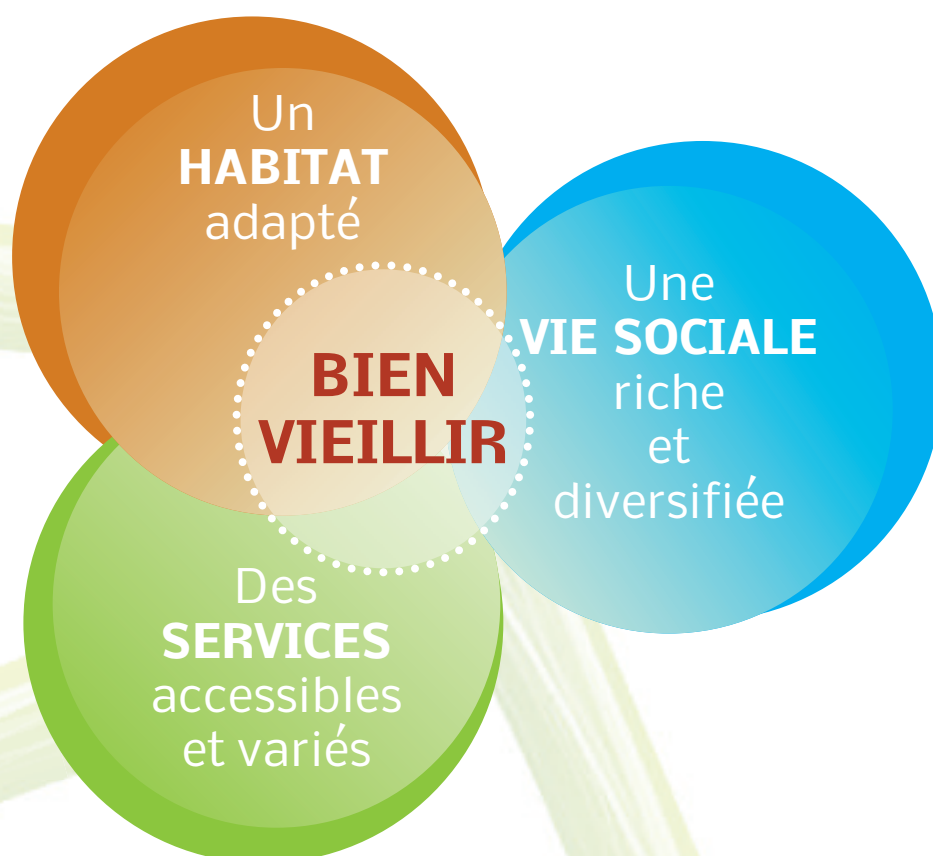 Un
HABITAT
adapté
BIEN
VIEILLIR
Une
VIE SOCIALE
riche
et
diversifiée
Des
SERVICES
accessibles
et variés